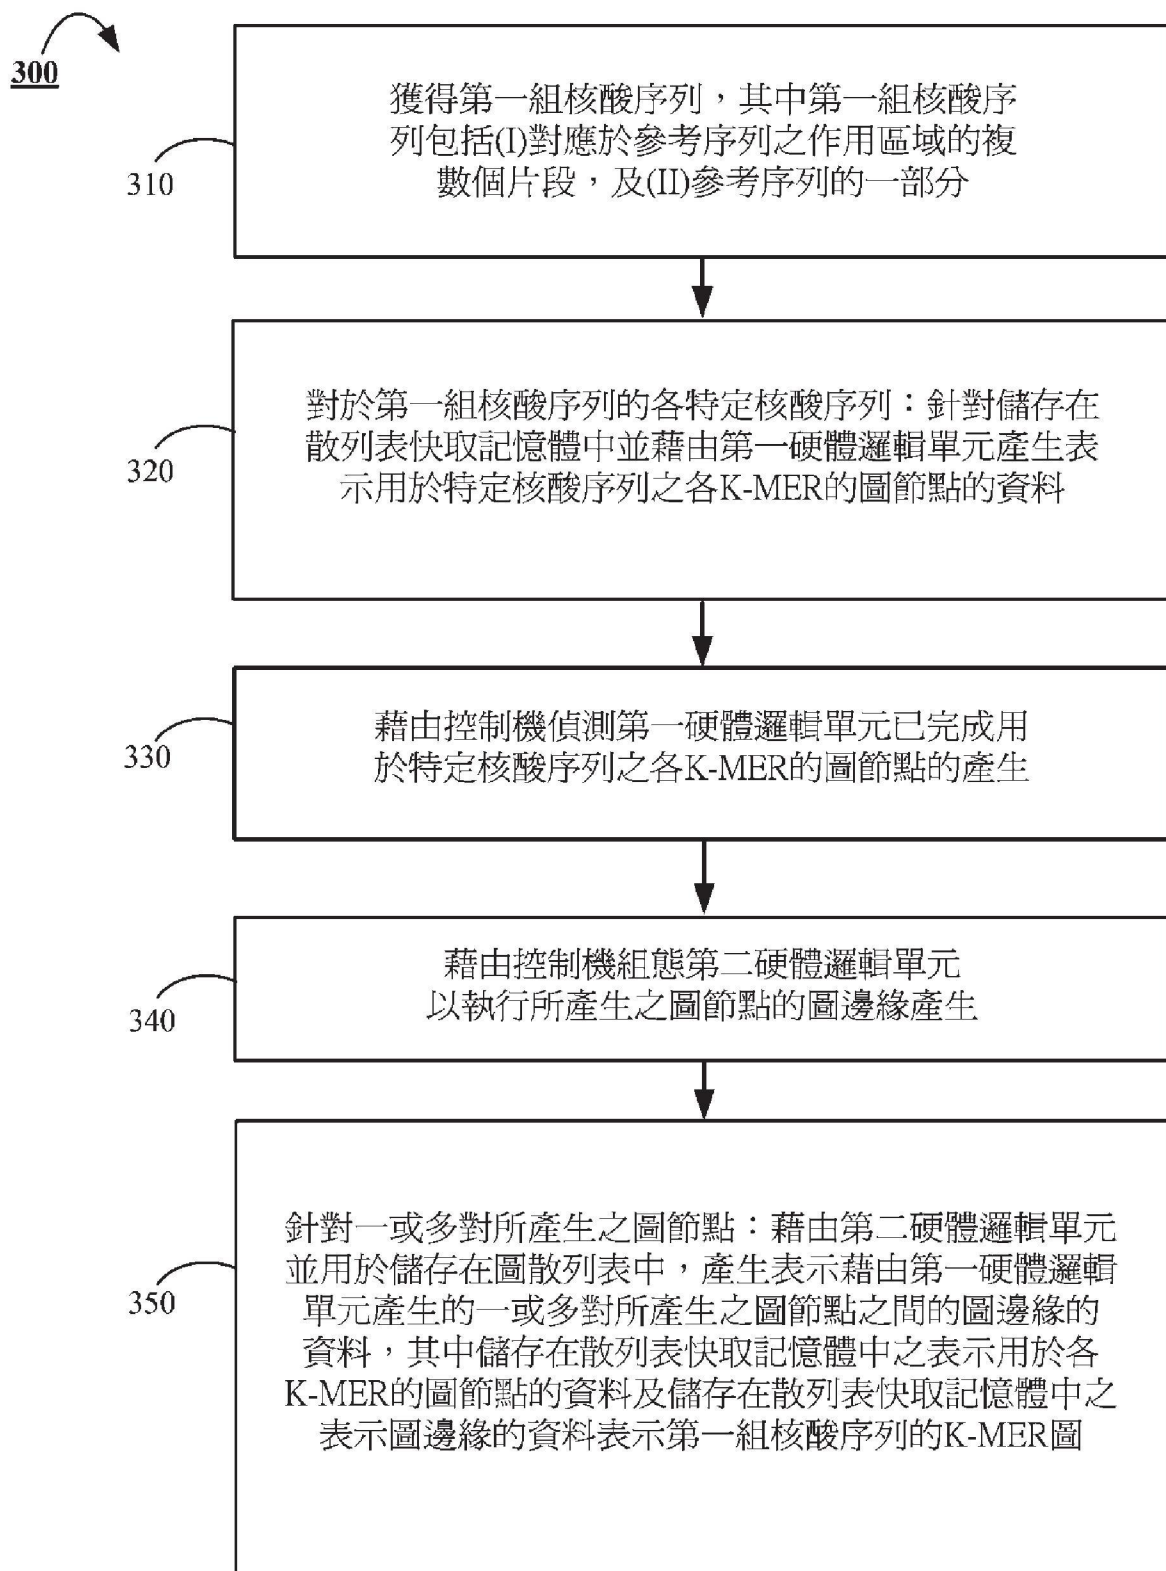 300
獲得第一組核酸序列,其中第一組核酸序
列包括(I)對應於參考序列之作用區域的複
數個片段,及(II)參考序列的一部分
310
對於第一組核酸序列的各特定核酸序列:針對儲存在
散列表快取記憶體中並藉由第一硬體邏輯單元產生表
示用於特定核酸序列之各K-MER的圖節點的資料
320
藉由控制機偵測第一硬體邏輯單元已完成用
於特定核酸序列之各K-MER的圖節點的產生
330
藉由控制機組態第二硬體邏輯單元
以執行所產生之圖節點的圖邊緣產生
340
針對一或多對所產生之圖節點:藉由第二硬體邏輯單元
並用於儲存在圖散列表中,產生表示藉由第一硬體邏輯
單元產生的一或多對所產生之圖節點之間的圖邊緣的
資料,其中儲存在散列表快取記憶體中之表示用於各
K-MER的圖節點的資料及儲存在散列表快取記憶體中之
表示圖邊緣的資料表示第一組核酸序列的K-MER圖
350